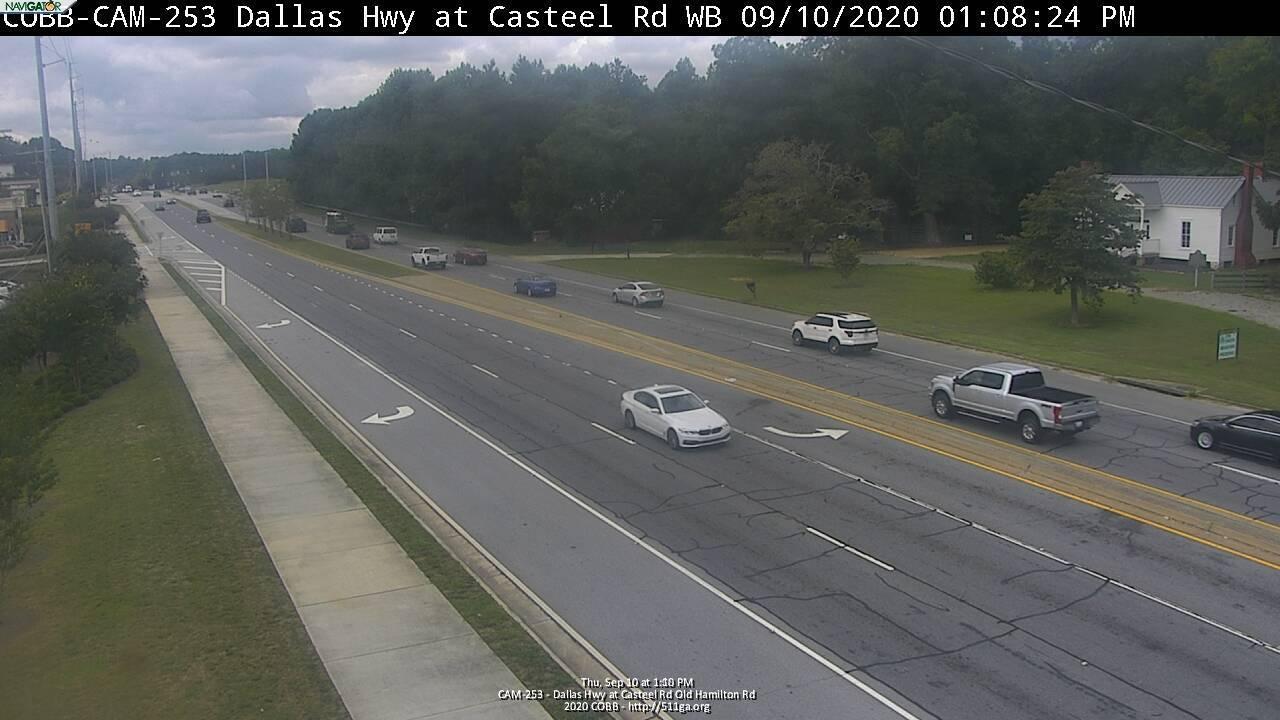 NAVIGATOR
COBB-CAM-253 Dallas Hwy at Casteel Rd WB 09/10/2020 01:08:24 PM
Thu, Sep 10 at 1:10 PM
CAM-253 - Dallas Hwy at Casteel Rd Old Hamilton Rd
2020 COBB - http://511ga.org